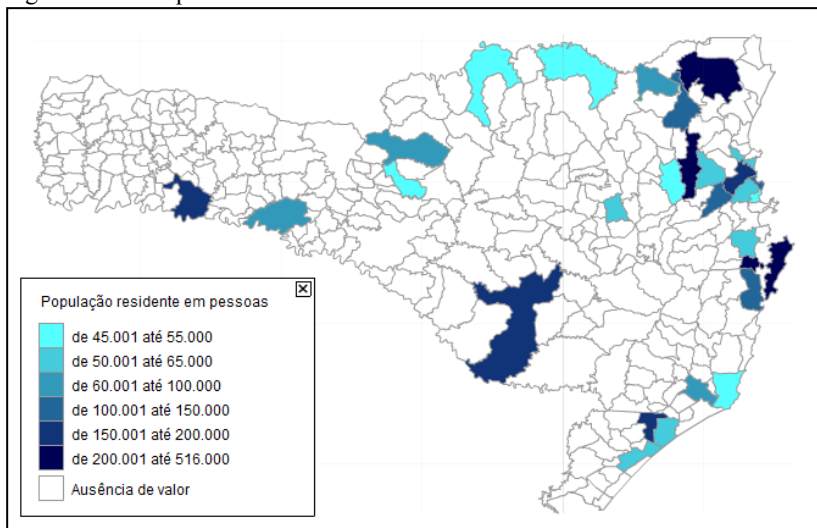 População residente em pessoas
de 45.001 até 55.000
de 50.001 até 65.000
de 60.001 até 100.000
de 100.001 até 150.000
de 150.001 até 200.000
de 200.001 até 516.000
Ausência de valor